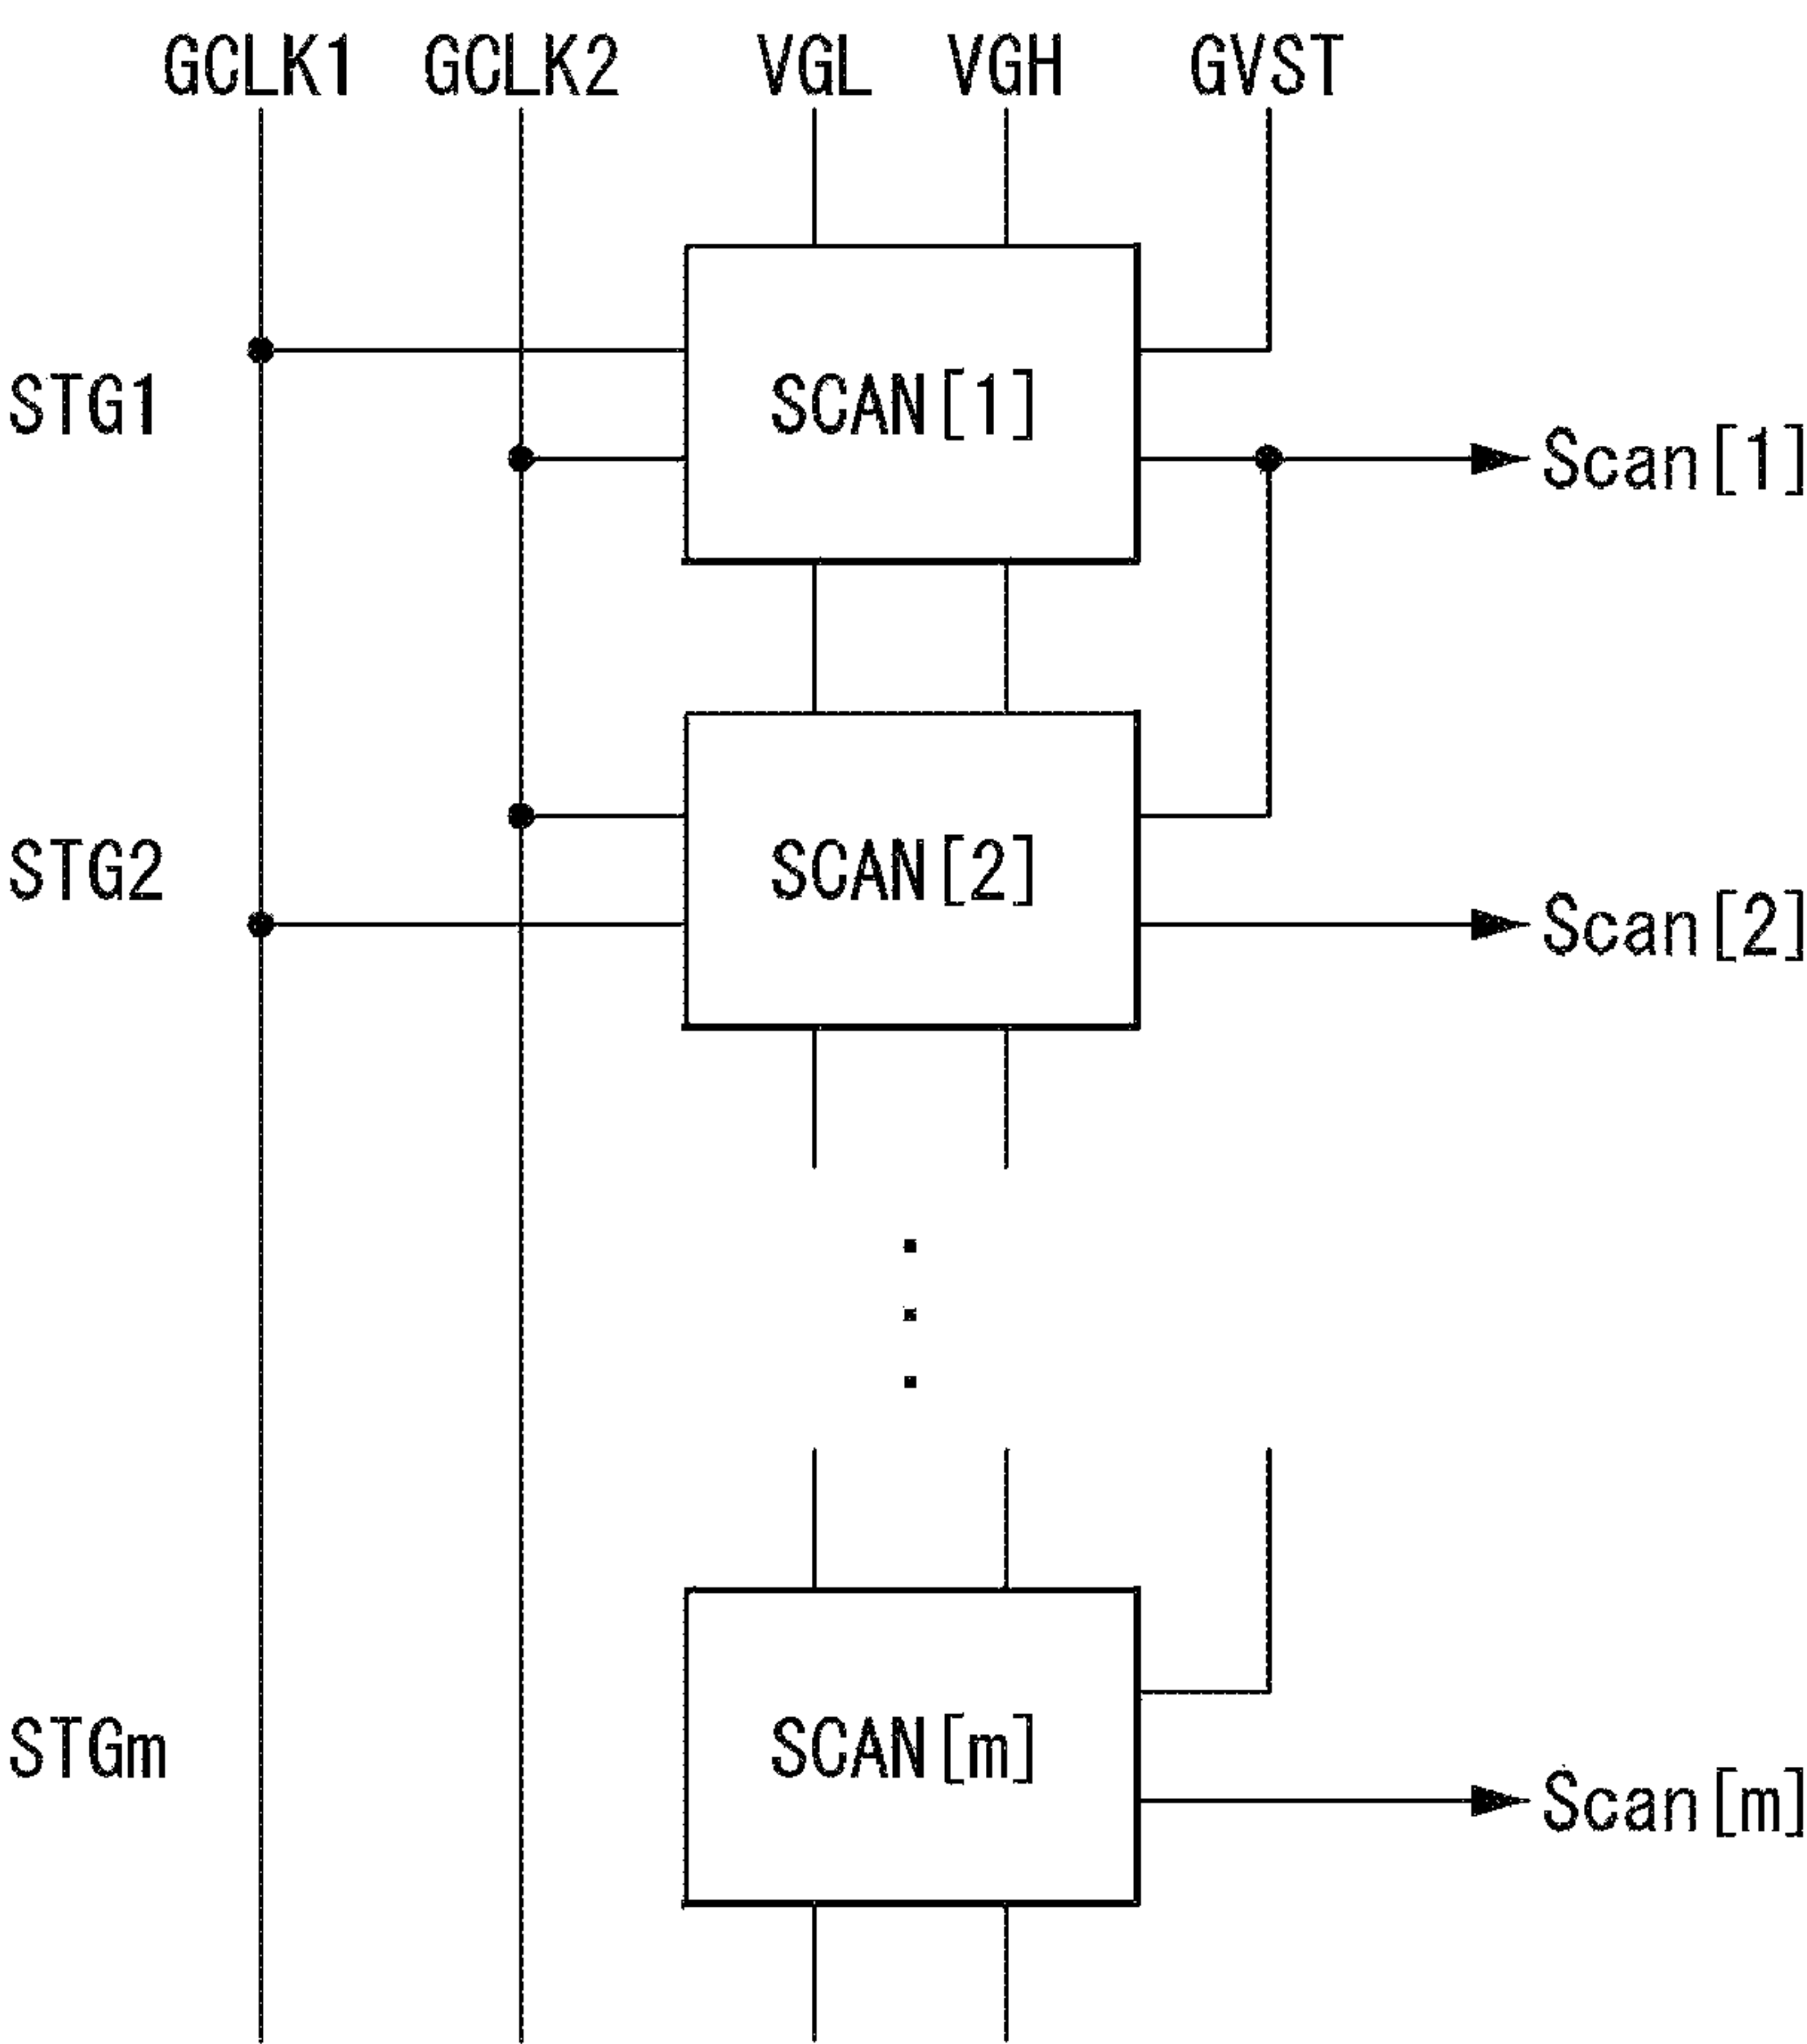 GCLK1 GCLK2 VGL VGH GVST
STG1 SCAN[1] Scan[1]
STG2 SCAN[2] Scan[2]
STGm SCAN[m] Scan[m]